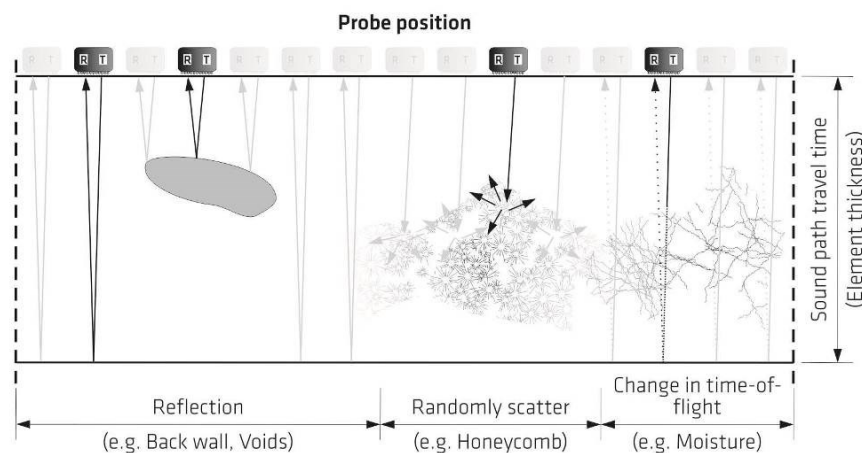 Probe position
R T R T R T R T R T R T R T R T R T R T R T R T R T R T R T
Sound path travel time
(Element thickness)
Reflection
(e.g. Back wall, Voids)
Randomly scatter
(e.g. Honeycomb)
Change in time-of-
flight
(e.g. Moisture)